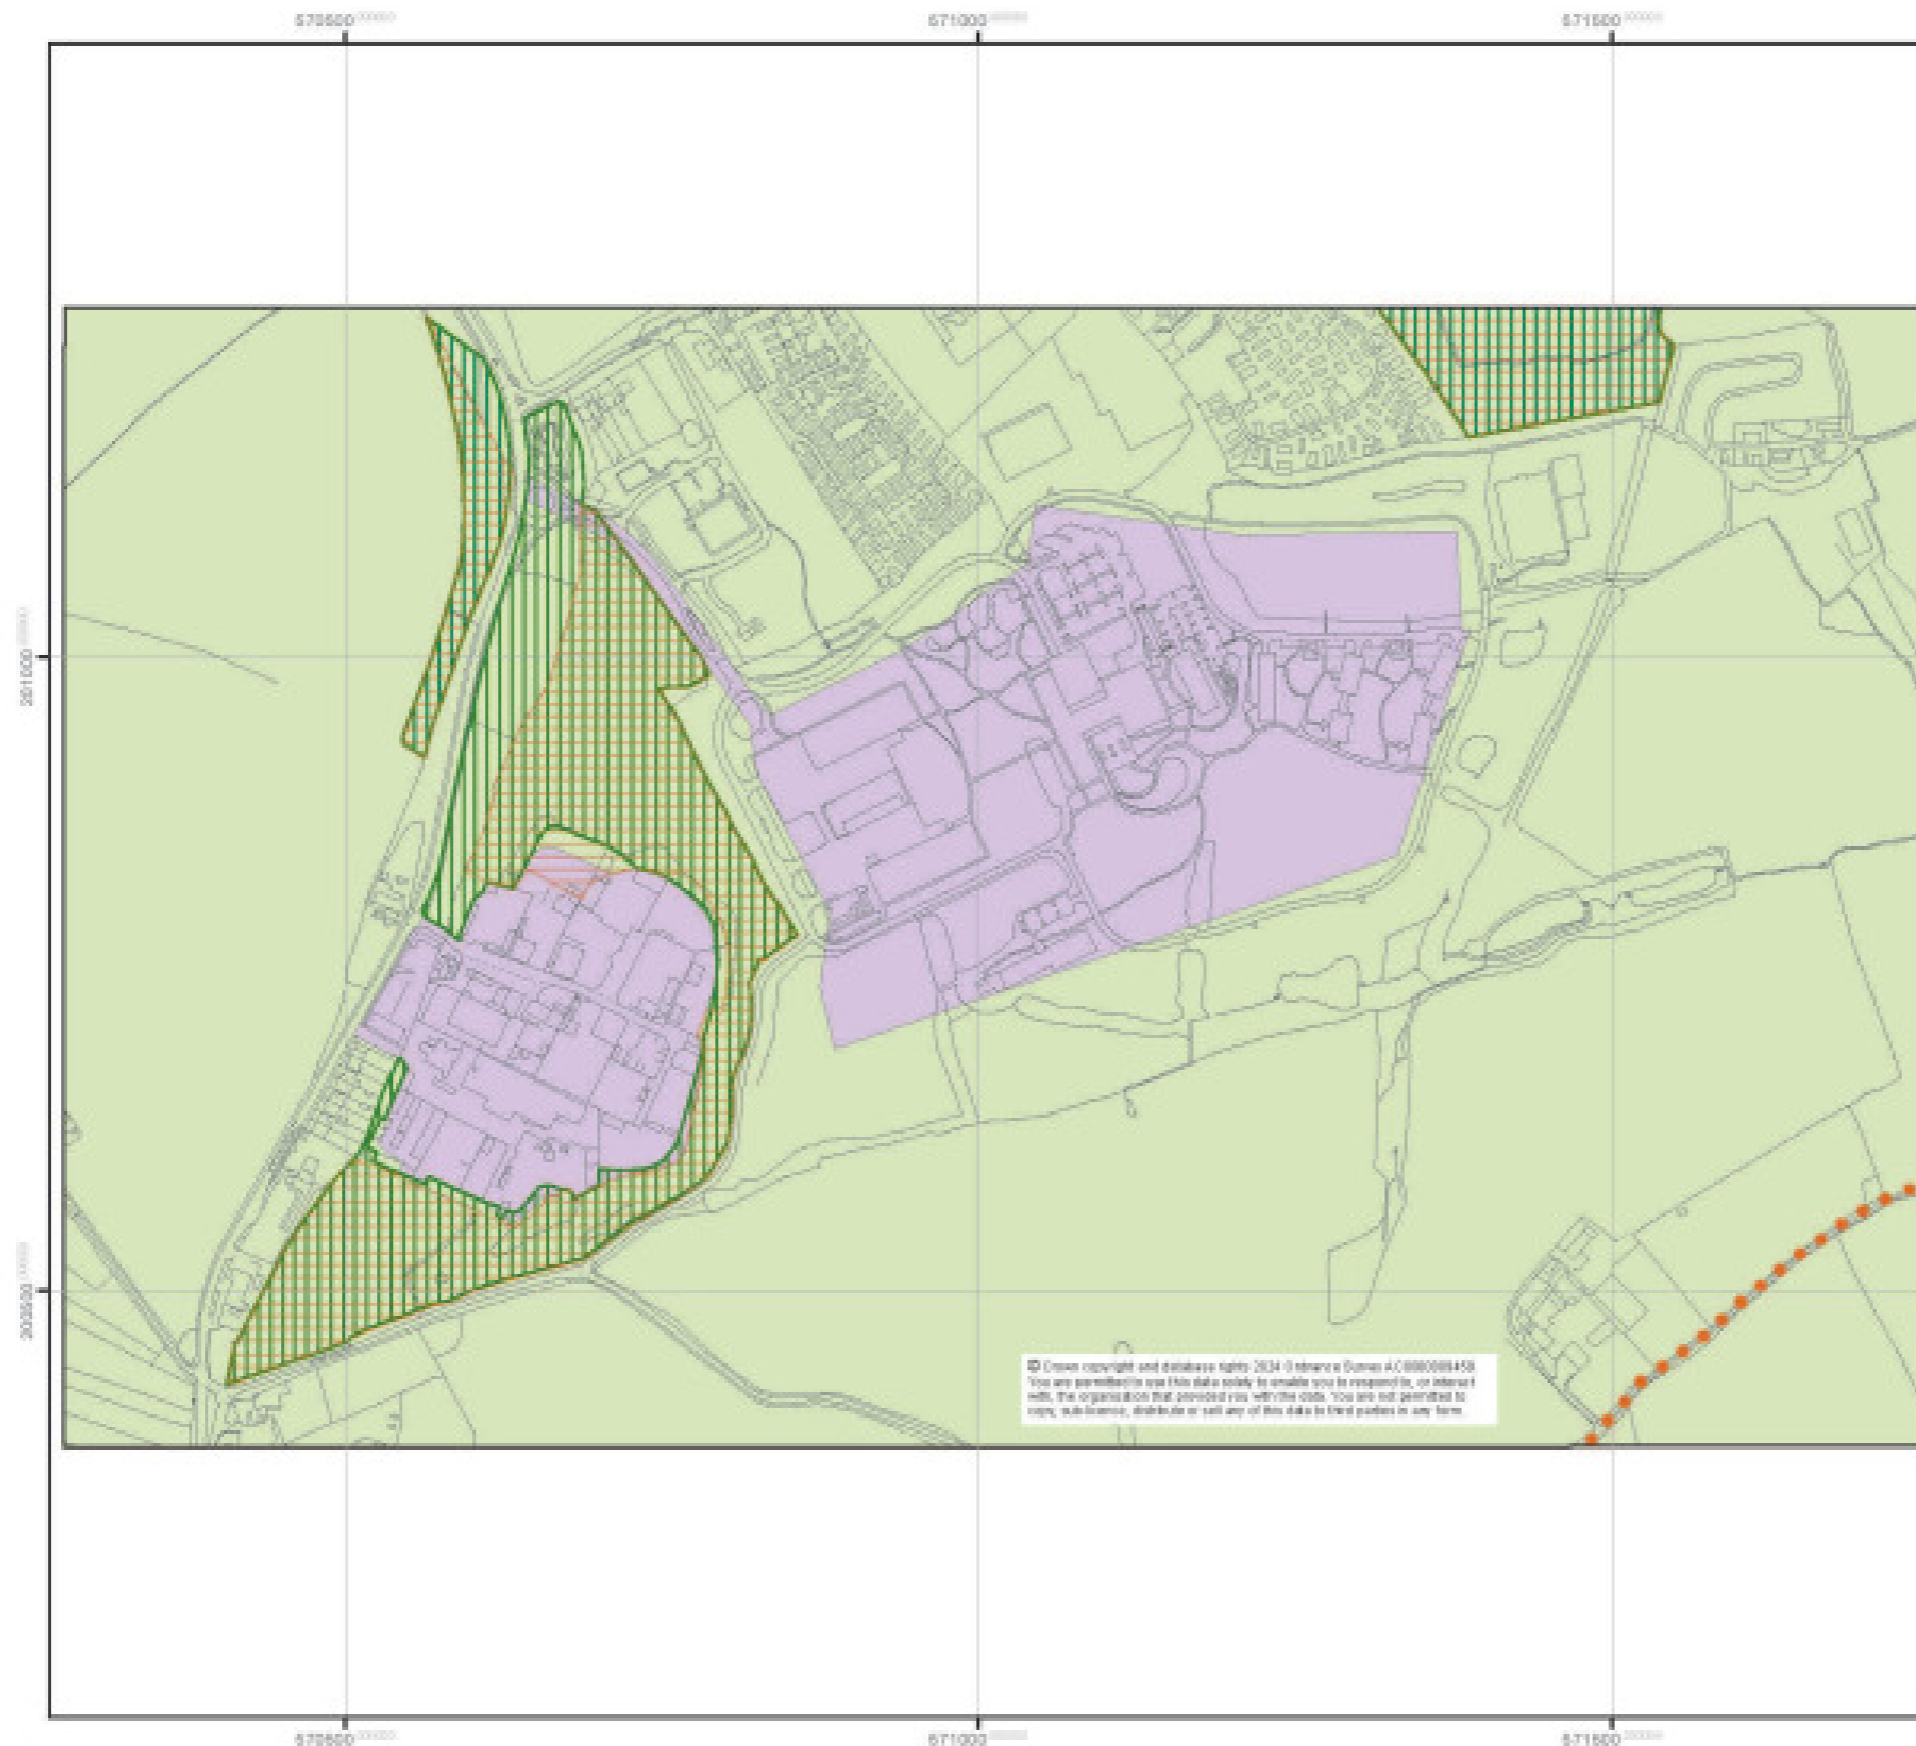 570500
571000
571500
201000
200500
© Crown copyright and database rights 2024 Ordnance Survey
You are permitted to use this data solely to enable you to respond to, or interact
with, the organisation that provided you with the data. You are not permitted to
copy, sub-licence, distribute or sell any of this data to third parties in any form.
570500
571000
571500